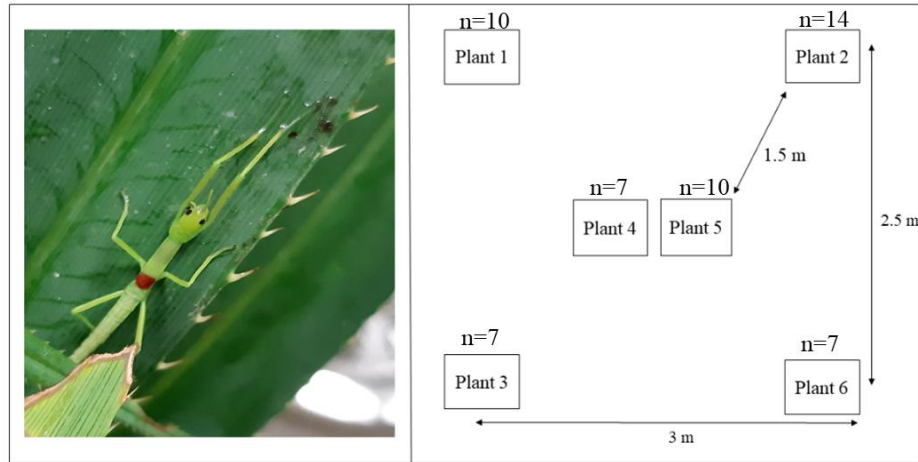 n=10
Plant 1
n=14
Plant 2
1.5 m
n=7
Plant 4
n=10
Plant 5
2.5 m
n=7
Plant 3
n=7
Plant 6
3 m